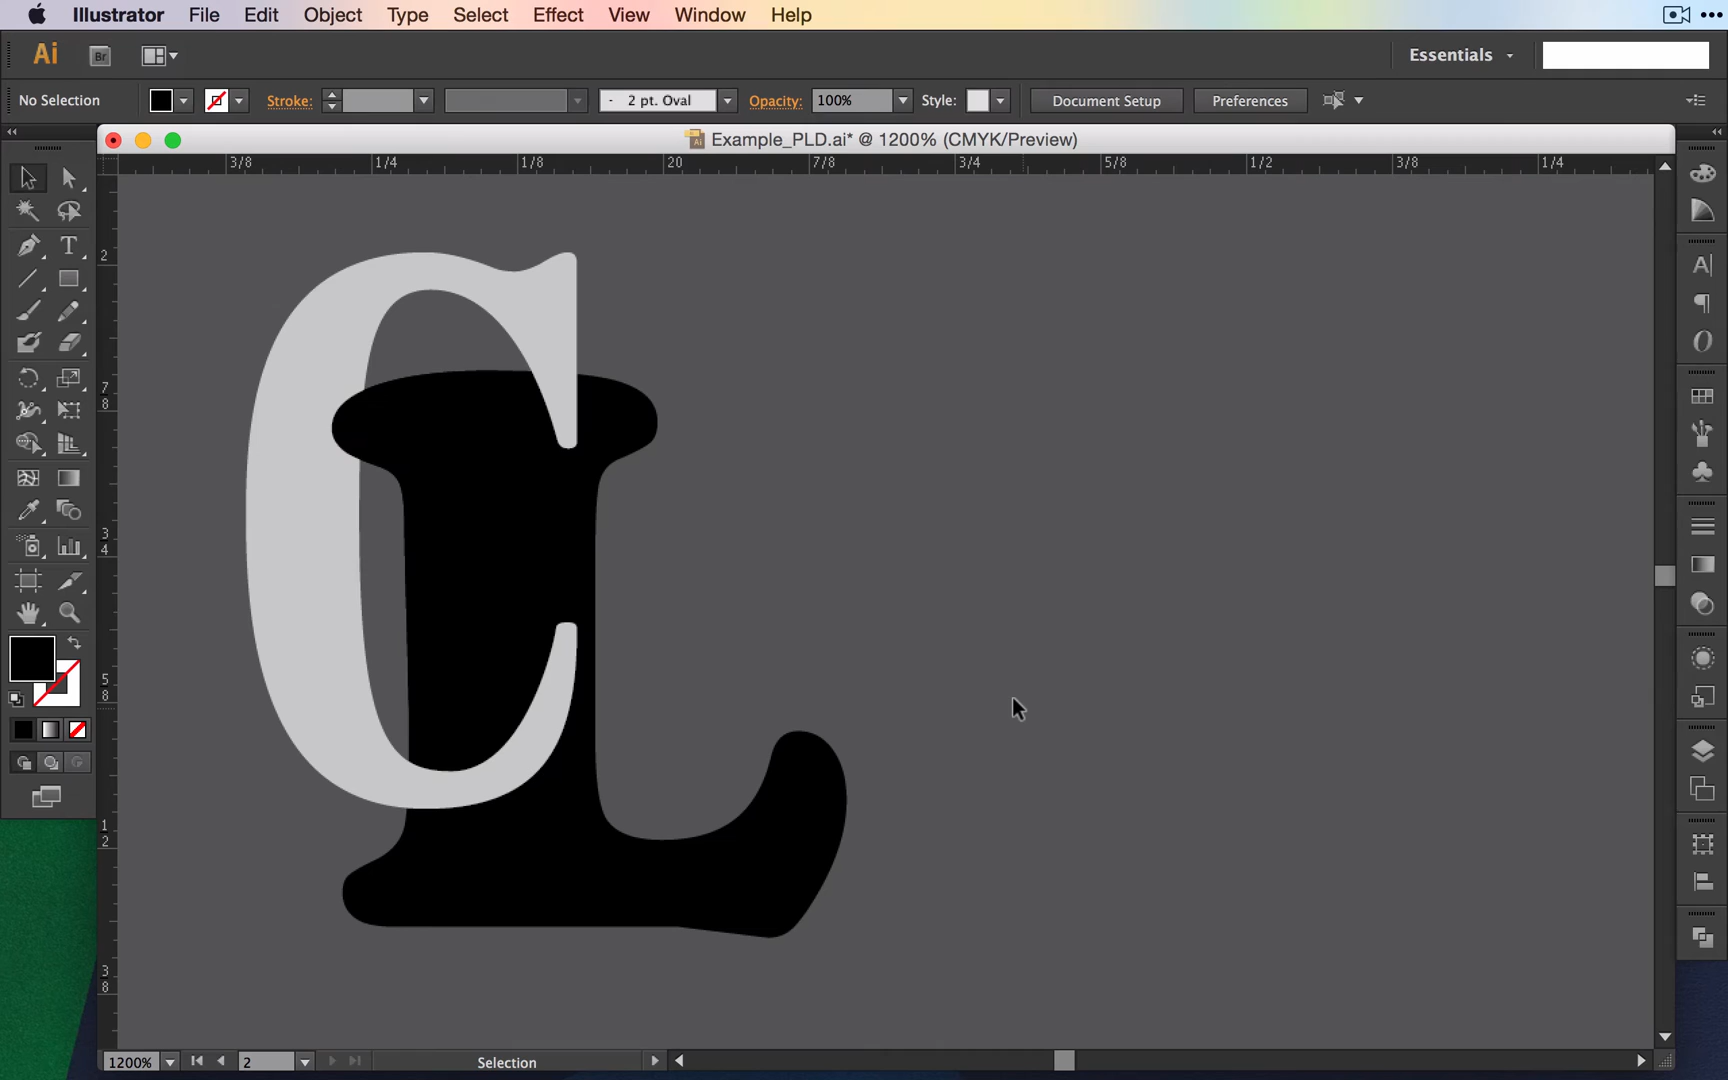 Illustrator File Edit Object Type Select Effect View Window Help
Ai Br Essentials
No Selection Stroke: - 2 pt. Oval Opacity: 100% Style: Document Setup Preferences
Example_PLD.ai* @ 1200% (CMYK/Preview)
3/8 1/4 1/8 20 7/8 3/4 5/8 1/2 3/8 1/4
2
7
8
3
4
5
8
1
2
3
8
T
A
O
C
L
1200% 2 Selection